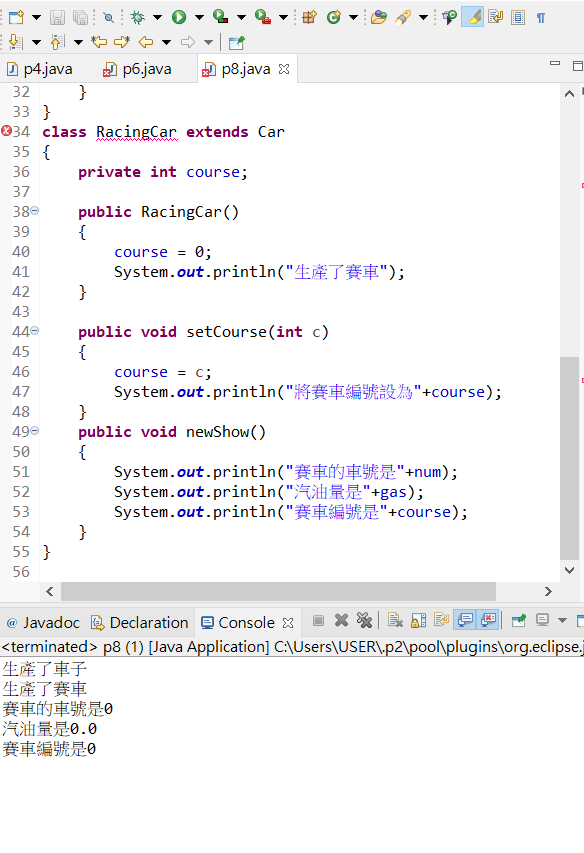 p4.java p6.java p8.java
32 }
33 }
34 class RacingCar extends Car
35 {
36 private int course;
37
38 public RacingCar()
39 {
40 course = 0;
41 System.out.println("生產了賽車");
42 }
43
44 public void setCourse(int c)
45 {
46 course = c;
47 System.out.println("將賽車編號設為"+course);
48 }
49 public void newShow()
50 {
51 System.out.println("賽車的車號是"+num);
52 System.out.println("汽油量是"+gas);
53 System.out.println("賽車編號是"+course);
54 }
55 }
56
@ Javadoc Declaration Console
<terminated> p8 (1) [Java Application] C:\Users\USER\.p2\pool\plugins\org.eclipse.j
生產了車子
生產了賽車
賽車的車號是0
汽油量是0.0
賽車編號是0